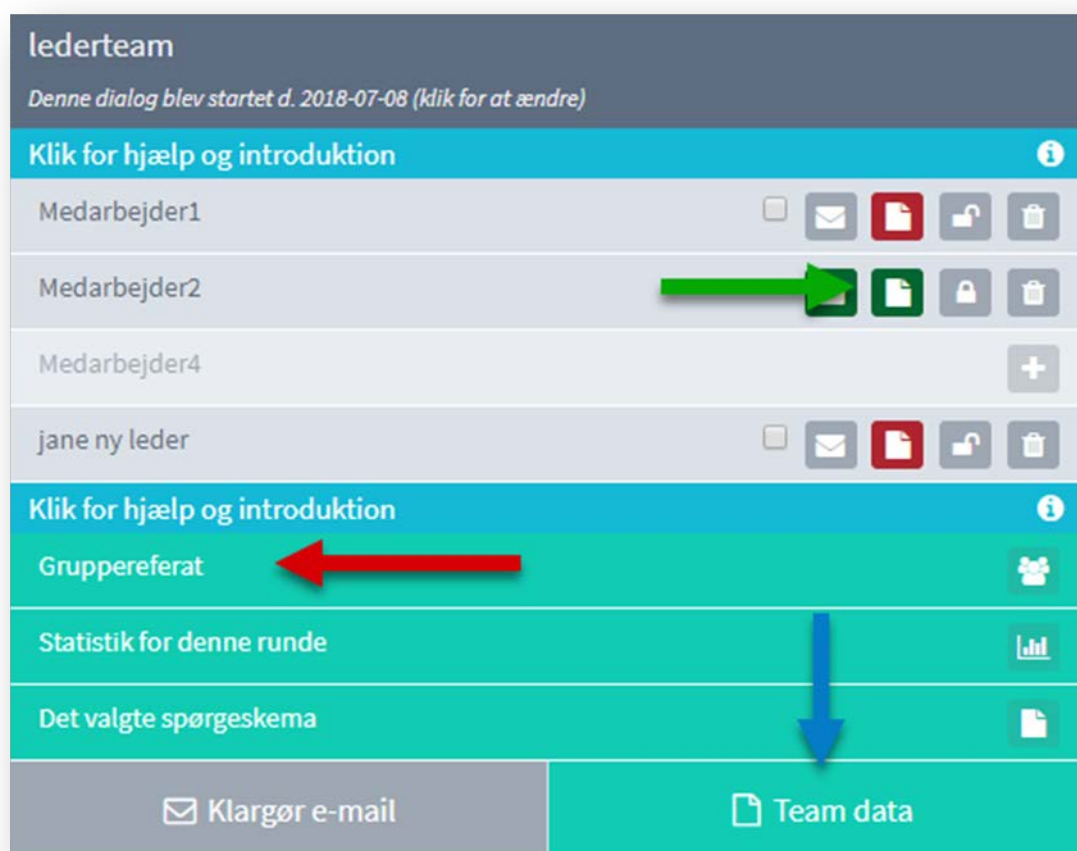 lederteam
Denne dialog blev startet d. 2018-07-08 (klik for at ændre)
Klik for hjælp og introduktion
Medarbejder1
Medarbejder2
Medarbejder4
jane ny leder
Klik for hjælp og introduktion
Gruppereferat
Statistik for denne runde
Det valgte spørgeskema
Klargør e-mail
Team data